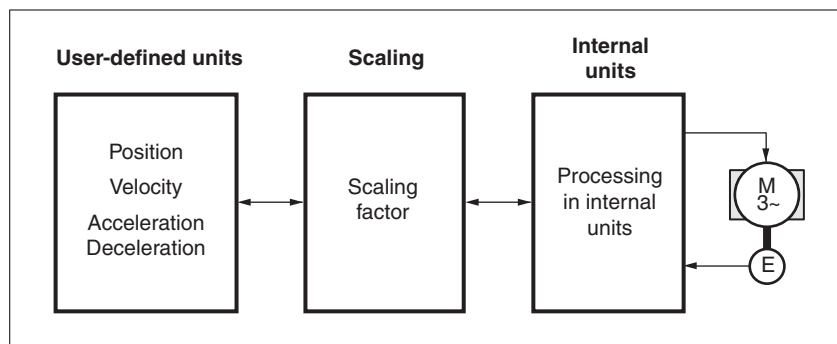 User-defined units
Scaling
Internal
units
Position
Velocity
Acceleration
Deceleration
Scaling
factor
Processing
in internal
units
M
3~
E